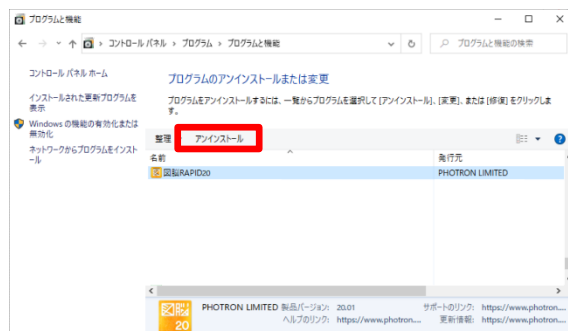 プログラムと機能
コントロール パネル > プログラム > プログラムと機能
プログラムと機能の検索
コントロール パネル ホーム
インストールされた更新プログラムを
表示
Windows の機能の有効化または
無効化
ネットワークからプログラムをインスト
ール
プログラムのアンインストールまたは変更
プログラムをアンインストールするには、一覧からプログラムを選択して [アンインストール]、[変更]、または [修復] をクリックしま
す。
整理 アンインストール
名前 発行元
図脳RAPID20 PHOTRON LIMITED
PHOTRON LIMITED 製品バージョン: 20.01 サポートのリンク: https://www.photron....
ヘルプのリンク: https://www.photron.... 更新情報: https://www.photron....
図脳
20